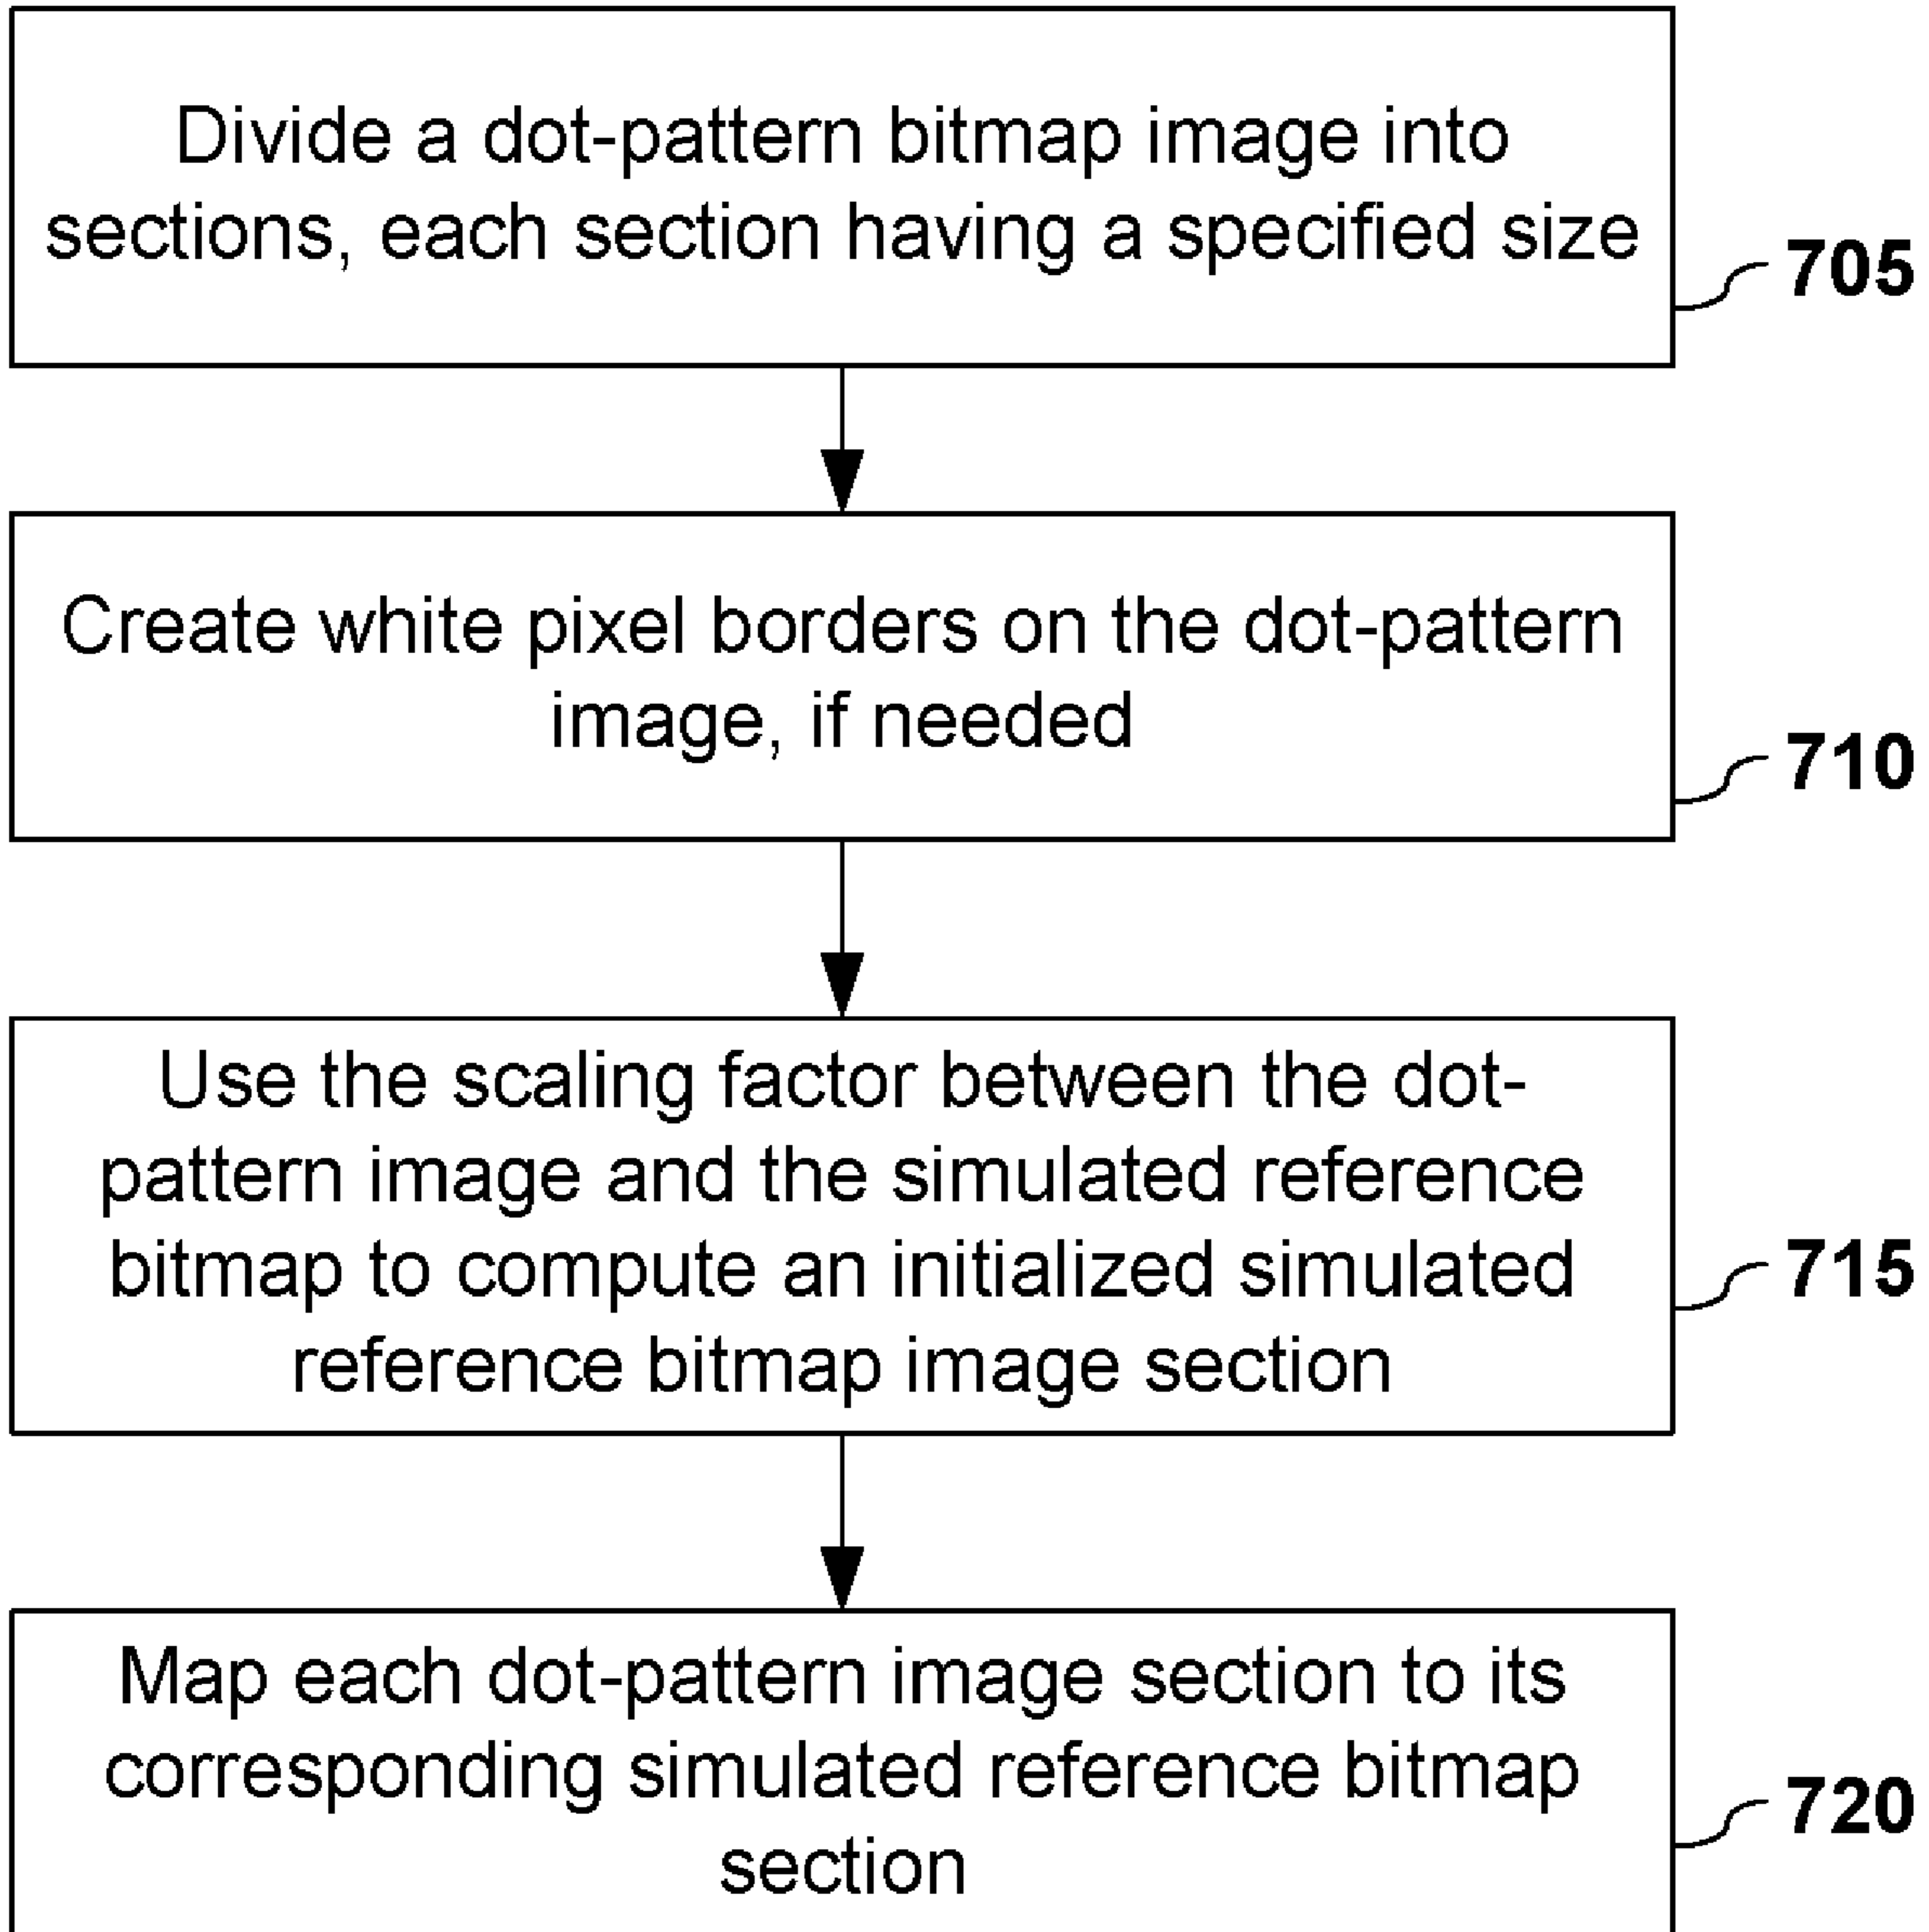 Divide a dot-pattern bitmap image into
sections, each section having a specified size
705
Create white pixel borders on the dot-pattern
image, if needed
710
Use the scaling factor between the dot-
pattern image and the simulated reference
bitmap to compute an initialized simulated
reference bitmap image section
715
Map each dot-pattern image section to its
corresponding simulated reference bitmap
section
720